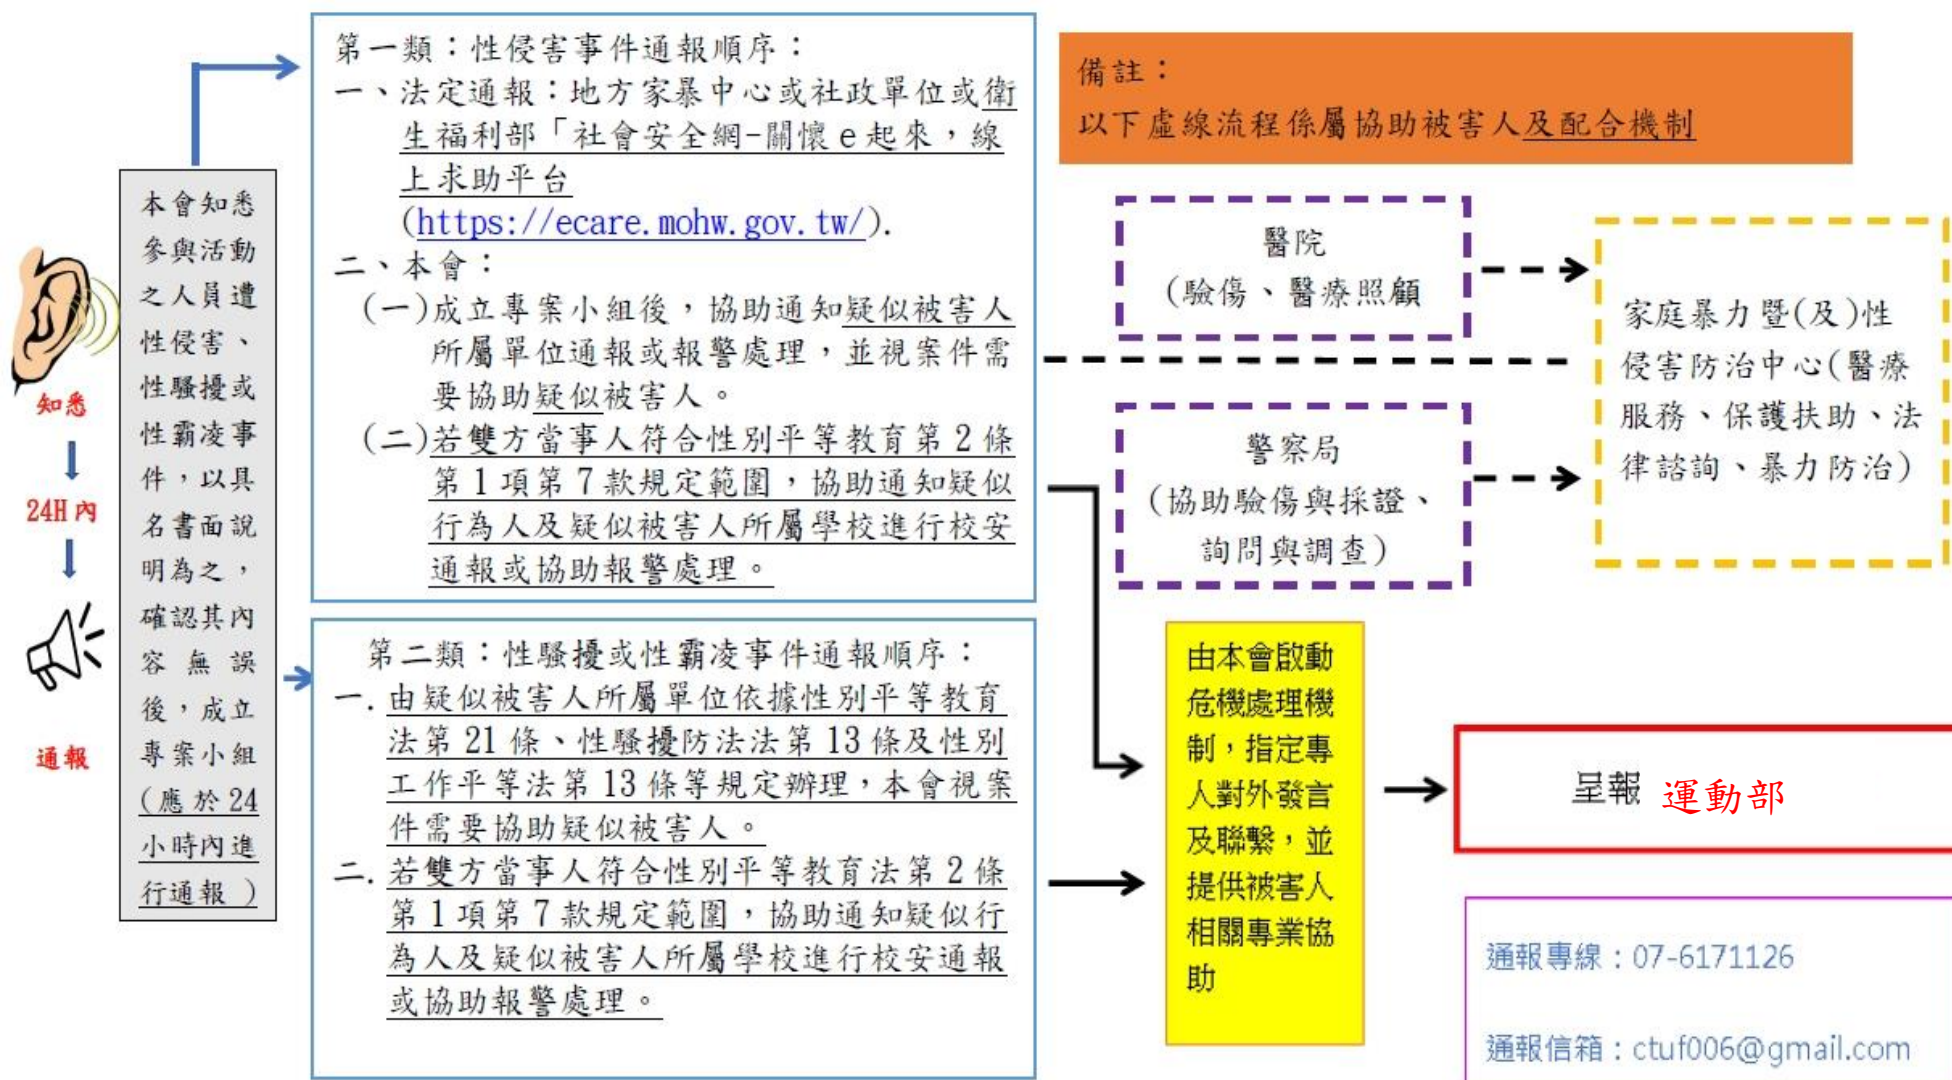 知悉
24H內
通報
本會知悉
參與活動
之人員遭
性侵害、
性騷擾或
性霸凌事
件，以具
名書面說
明為之，
確認其內
容無誤
後，成立
專案小組
(應於24
小時內進
行通報)
第一類：性侵害事件通報順序：
一、法定通報：地方家暴中心或社政單位或衛
生福利部「社會安全網-關懷e起來，線
上求助平台
(https://ecare.mohw.gov.tw/).
二、本會：
(一)成立專案小組後，協助通知疑似被害人
所屬單位通報或報警處理，並視案件需
要協助疑似被害人。
(二)若雙方當事人符合性別平等教育第2條
第1項第7款規定範圍，協助通知疑似
行為人及疑似被害人所屬學校進行校安
通報或協助報警處理。
第二類：性騷擾或性霸凌事件通報順序：
一.由疑似被害人所屬單位依據性別平等教育
法第21條、性騷擾防法法第13條及性別
工作平等法第13條等規定辦理，本會視案
件需要協助疑似被害人。
二.若雙方當事人符合性別平等教育法第2條
第1項第7款規定範圍，協助通知疑似行
為人及疑似被害人所屬學校進行校安通報
或協助報警處理。
備註：
以下虛線流程係屬協助被害人及配合機制
醫院
(驗傷、醫療照顧
警察局
(協助驗傷與採證、
詢問與調查)
家庭暴力暨(及)性
侵害防治中心(醫療
服務、保護扶助、法
律諮詢、暴力防治)
由本會啟動
危機處理機
制，指定專
人對外發言
及聯繫，並
提供被害人
相關專業協
助
呈報 運動部
通報專線：07-6171126
通報信箱：ctuf006@gmail.com